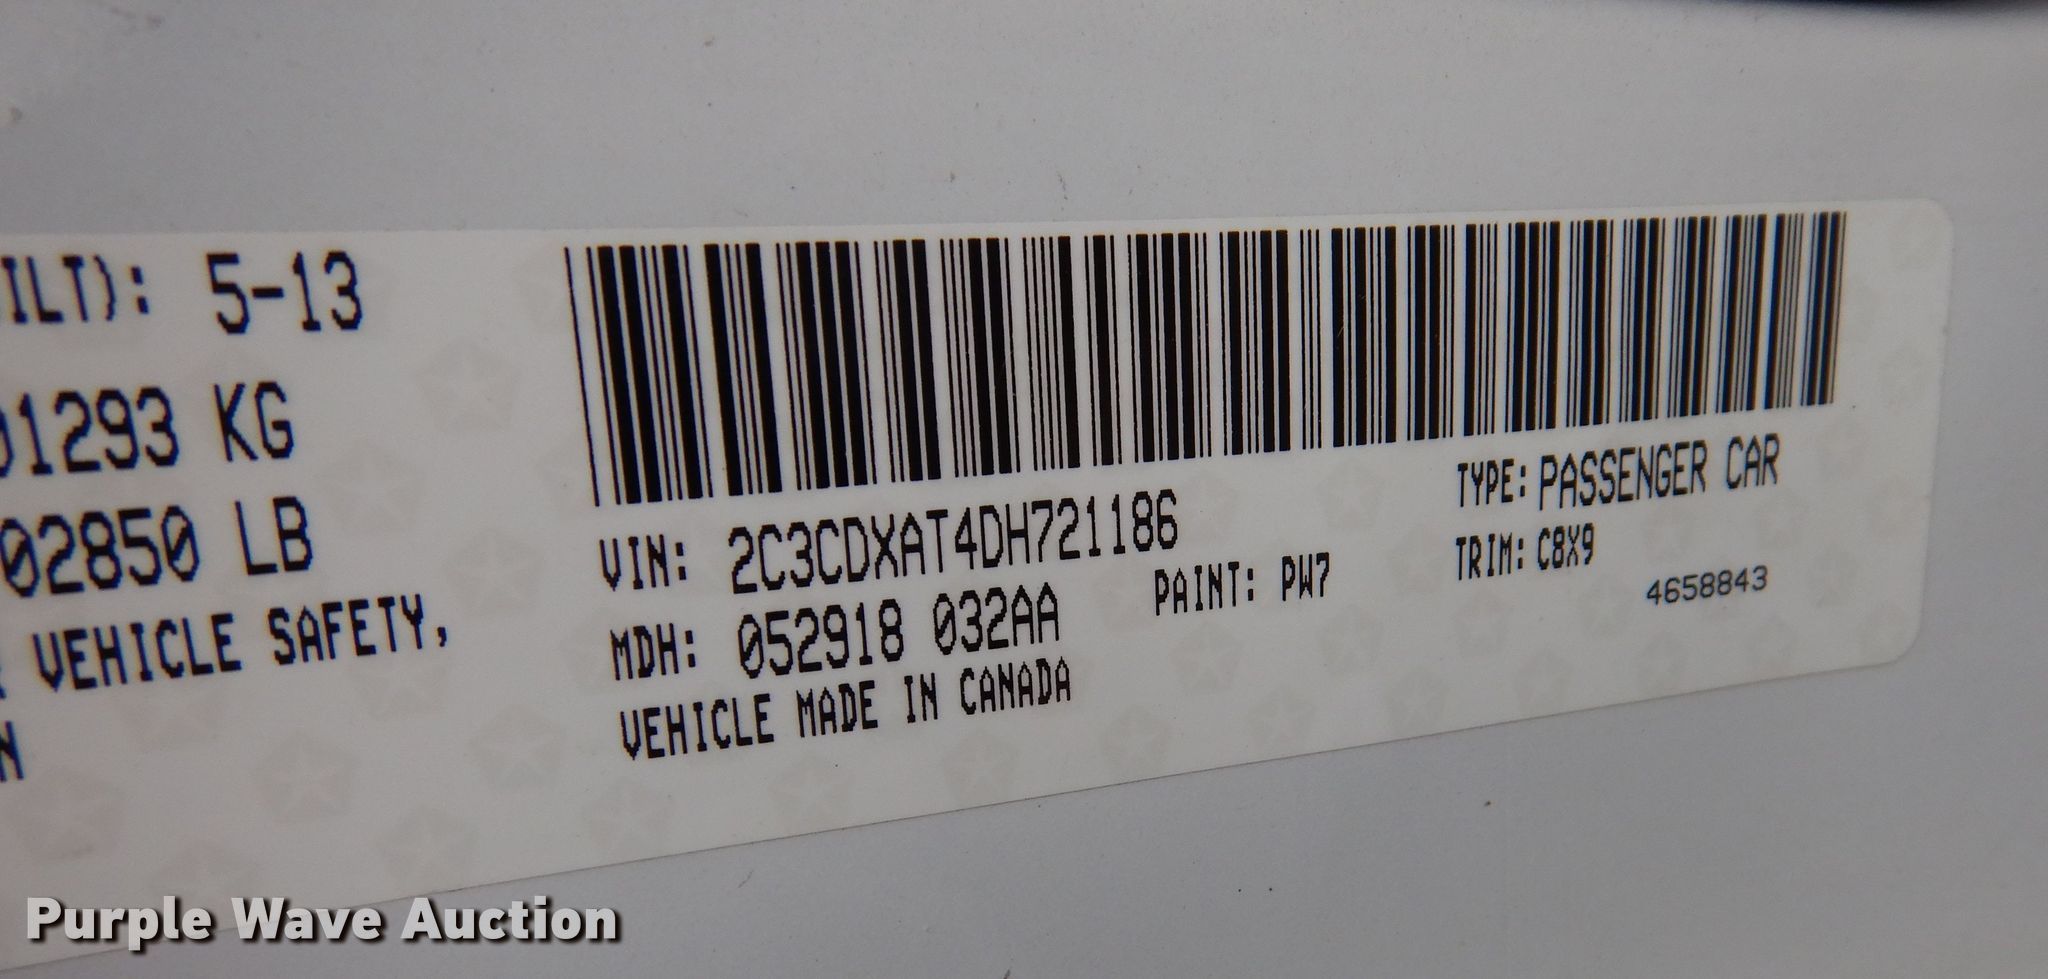 ILT): 5-13
01293 KG
02850 LB
VEHICLE SAFETY,
N
VIN: 2C3CDXAT4DH721186
MDH: 052918 032AA
PAINT: PW7
VEHICLE MADE IN CANADA
TYPE: PASSENGER CAR
TRIM: C8X9
4658843
Purple Wave Auction